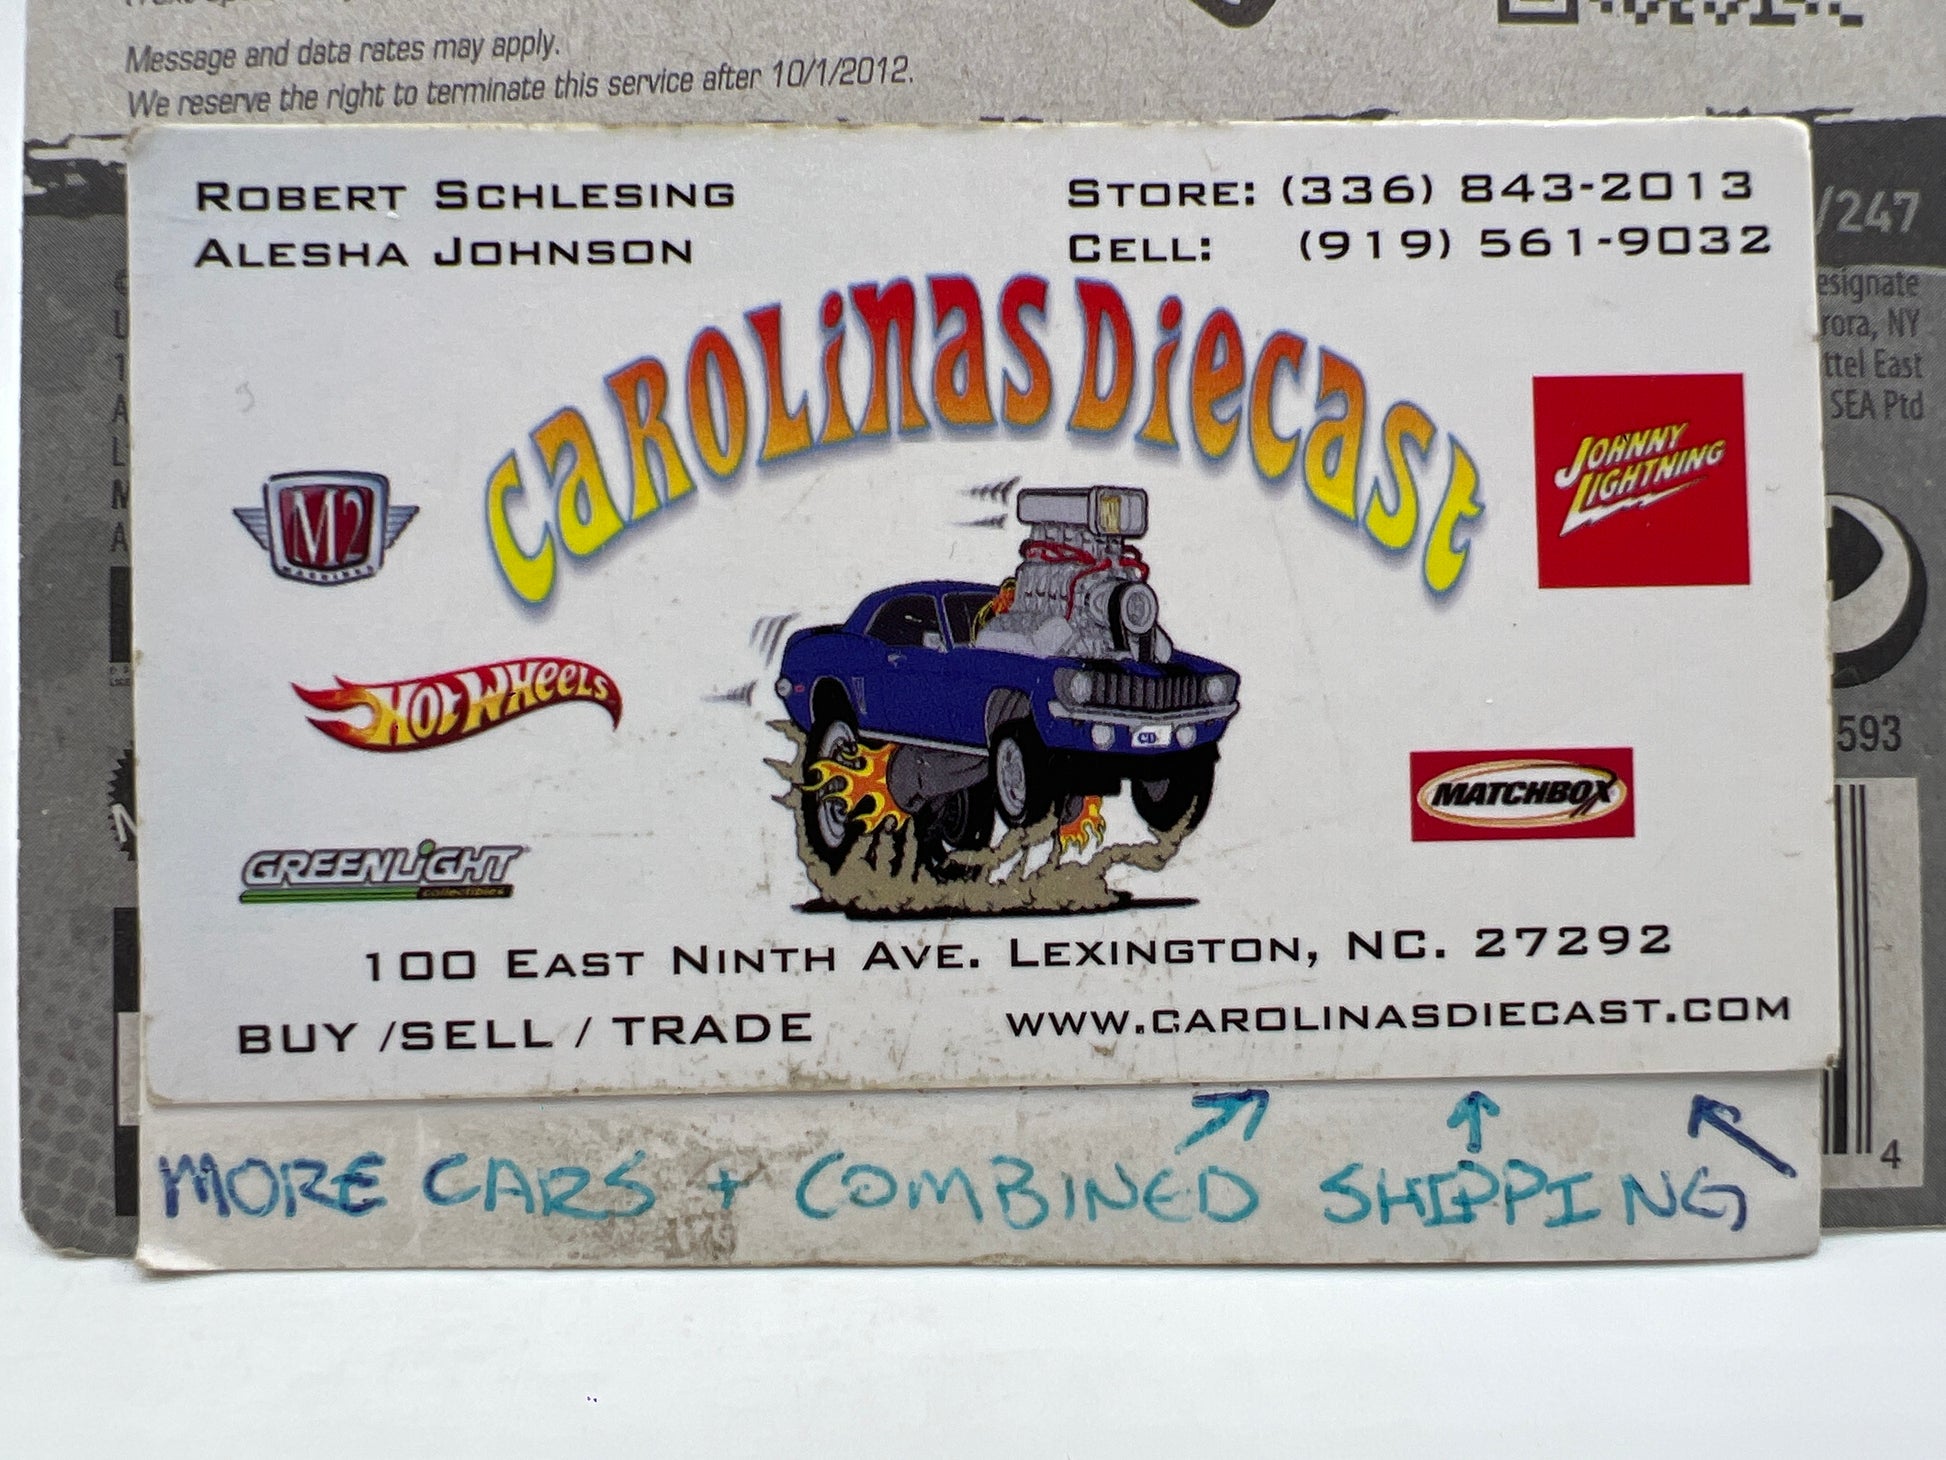 Message and data rates may apply.
We reserve the right to terminate this service after 10/1/2012.
ROBERT SCHLESING
ALESHA JOHNSON
STORE: (336) 843-2013
CELL: (919) 561-9032
/247
esignate
rora, NY
ttel East
SEA Ptd
CAROLiNAS DiECAST
M2
MACHINES
JOHNNY
LIGHTNING
HOT WHEELS
MATCHBOX
593
GREENLiGHT
collectibles
CD
100 EAST NINTH AVE. LEXINGTON, NC. 27292
BUY /SELL / TRADE
WWW.CAROLINASDIECAST.COM
4
MORE CARS + COMBINED SHIPPING